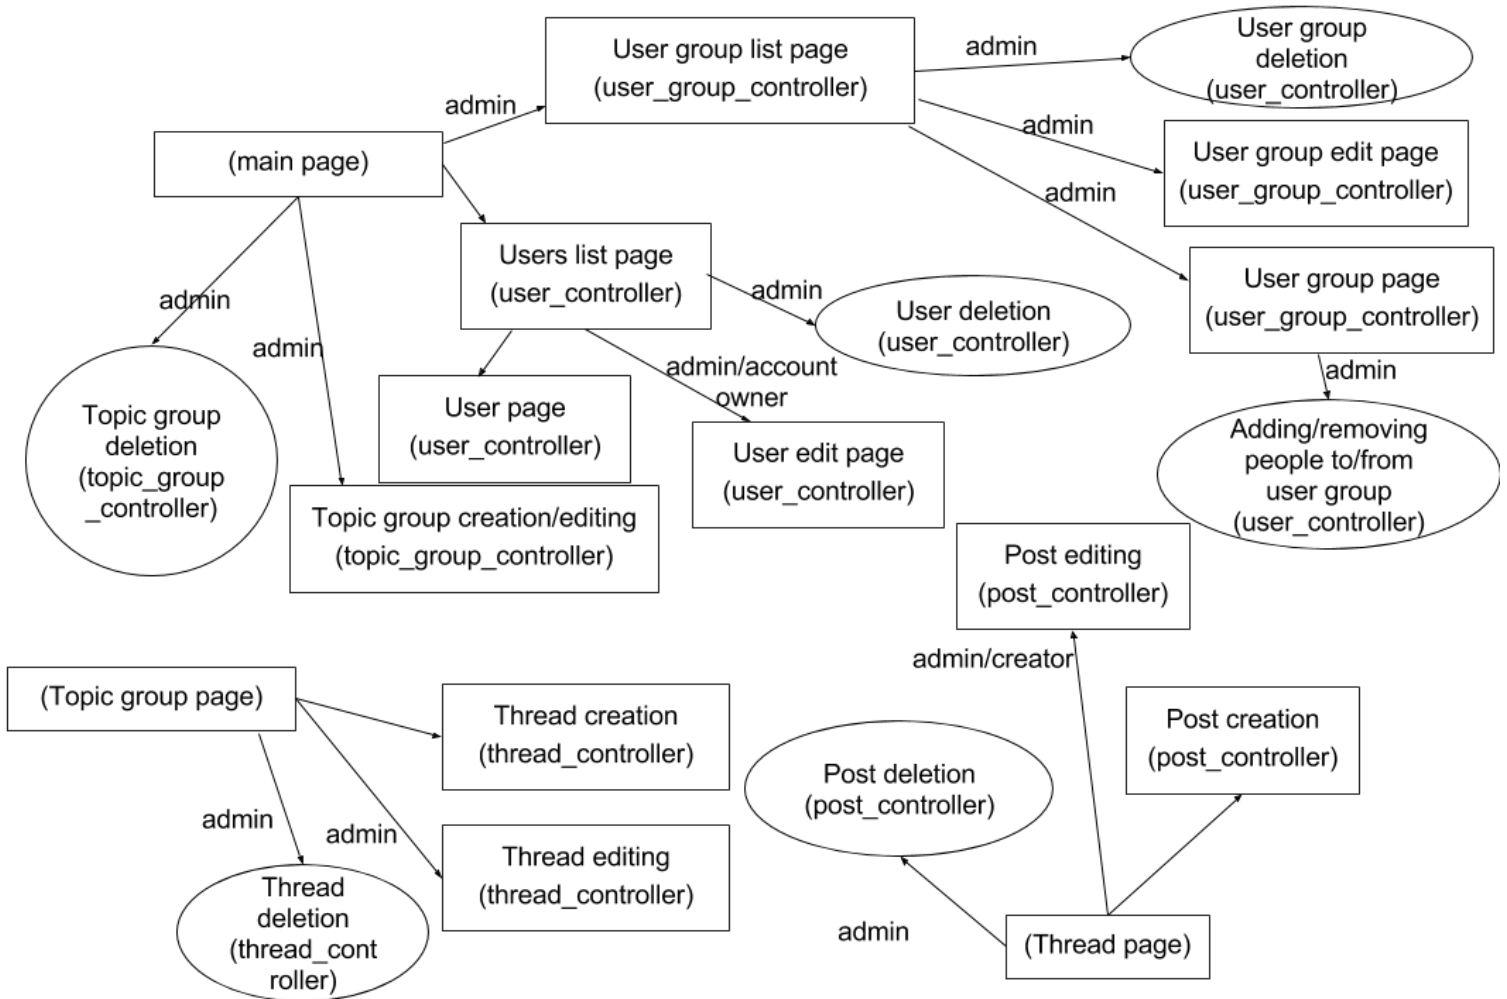 User group list page
(user_group_controller)
admin
User group
deletion
(user_controller)
admin
(main page)
admin
User group edit page
(user_group_controller)
admin
Users list page
(user_controller)
User group page
(user_group_controller)
admin
admin
User deletion
(user_controller)
admin
admin/account
owner
admin
User page
(user_controller)
Topic group
deletion
(topic_group
_controller)
User edit page
(user_controller)
Adding/removing
people to/from
user group
(user_controller)
Topic group creation/editing
(topic_group_controller)
Post editing
(post_controller)
admin/creator
(Topic group page)
Thread creation
(thread_controller)
Post creation
(post_controller)
Post deletion
(post_controller)
admin
admin
Thread editing
(thread_controller)
Thread
deletion
(thread_cont
roller)
admin
(Thread page)